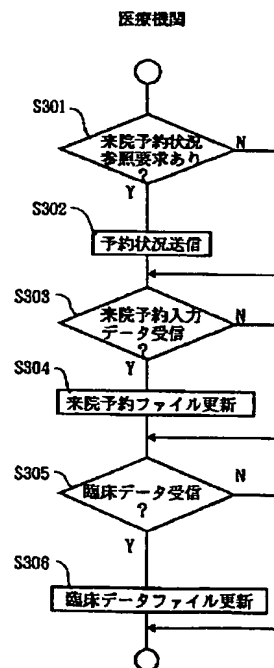 医療機関
S301
来院予約状況
参照要求あり
?
N
Y
S302
予約状況送信
S303
来院予約入力
データ受信
?
N
Y
S304
来院予約ファイル更新
S305
臨床データ受信
?
N
Y
S306
臨床データファイル更新